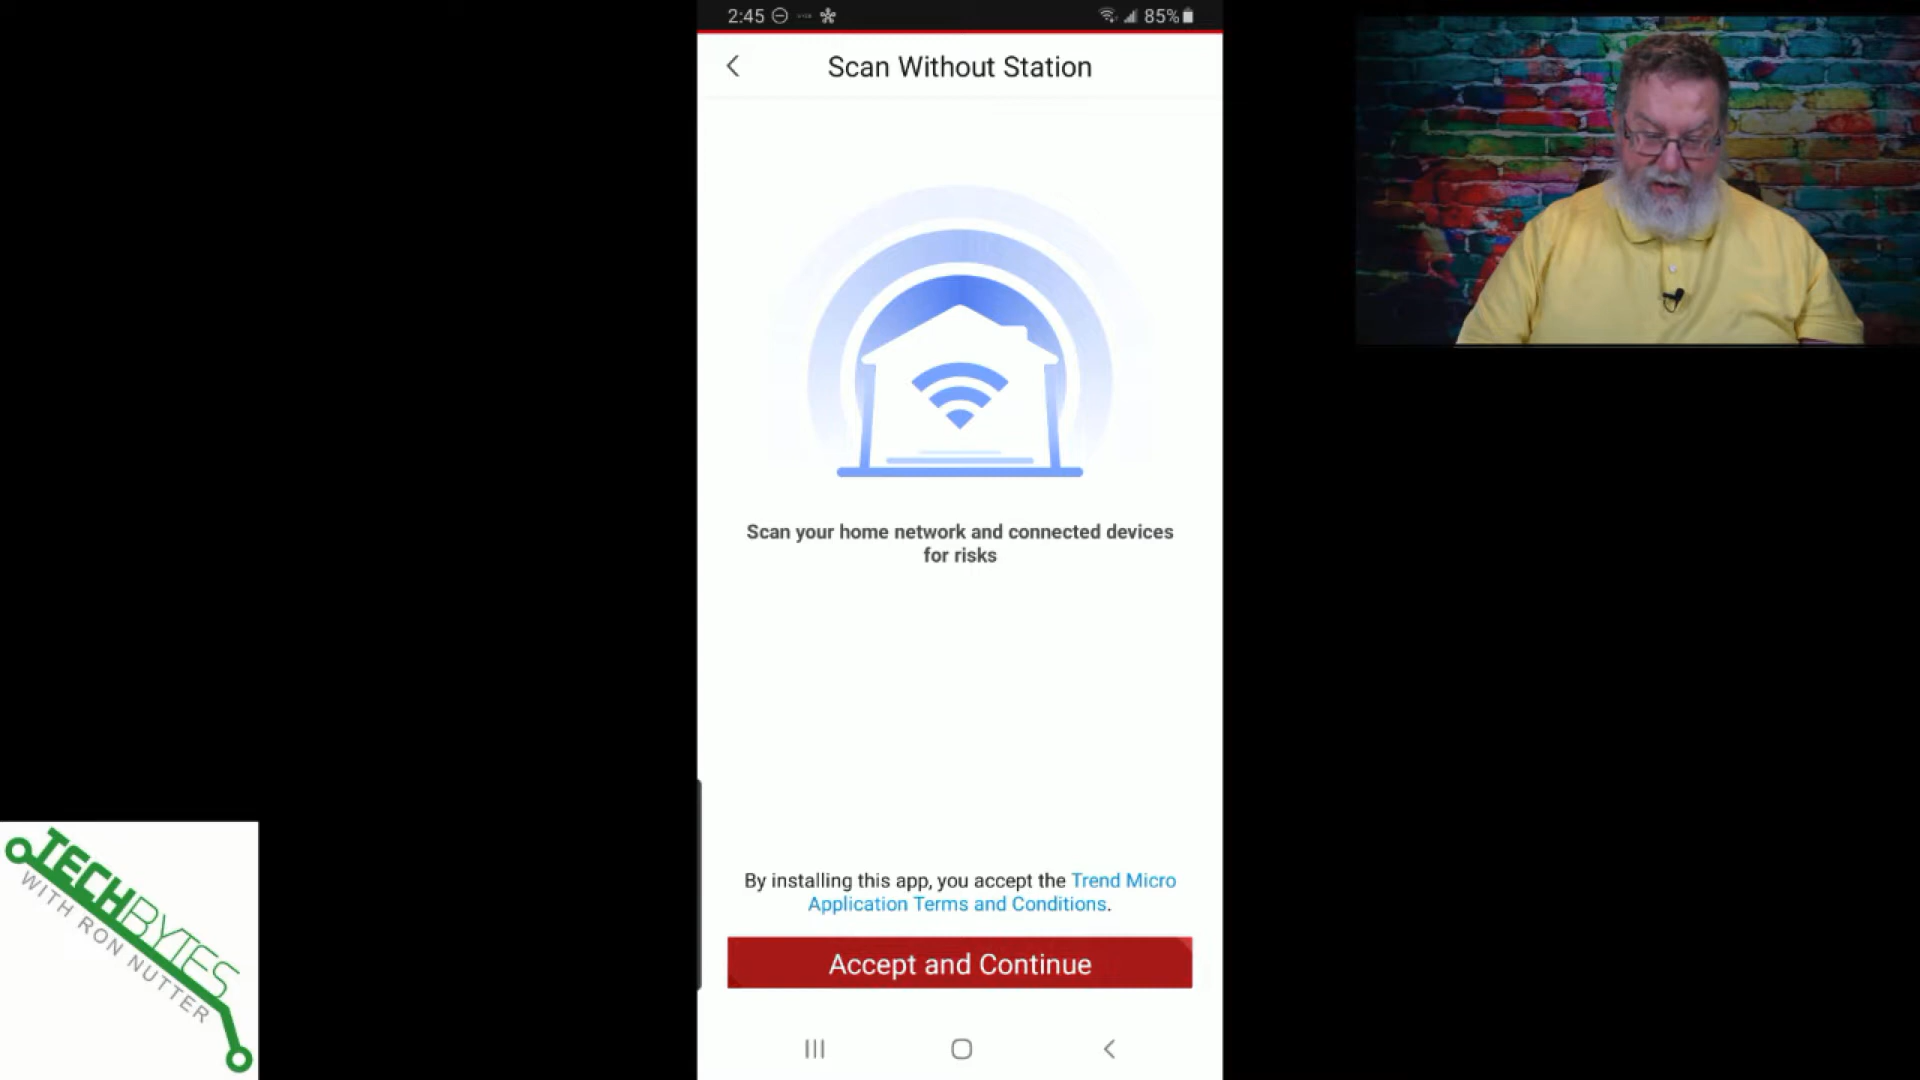 2:45
85%
Scan Without Station
Scan your home network and connected devices
for risks
By installing this app, you accept the Trend Micro
Application Terms and Conditions.
Accept and Continue
TECHBYTES
WITH RON NUTTER